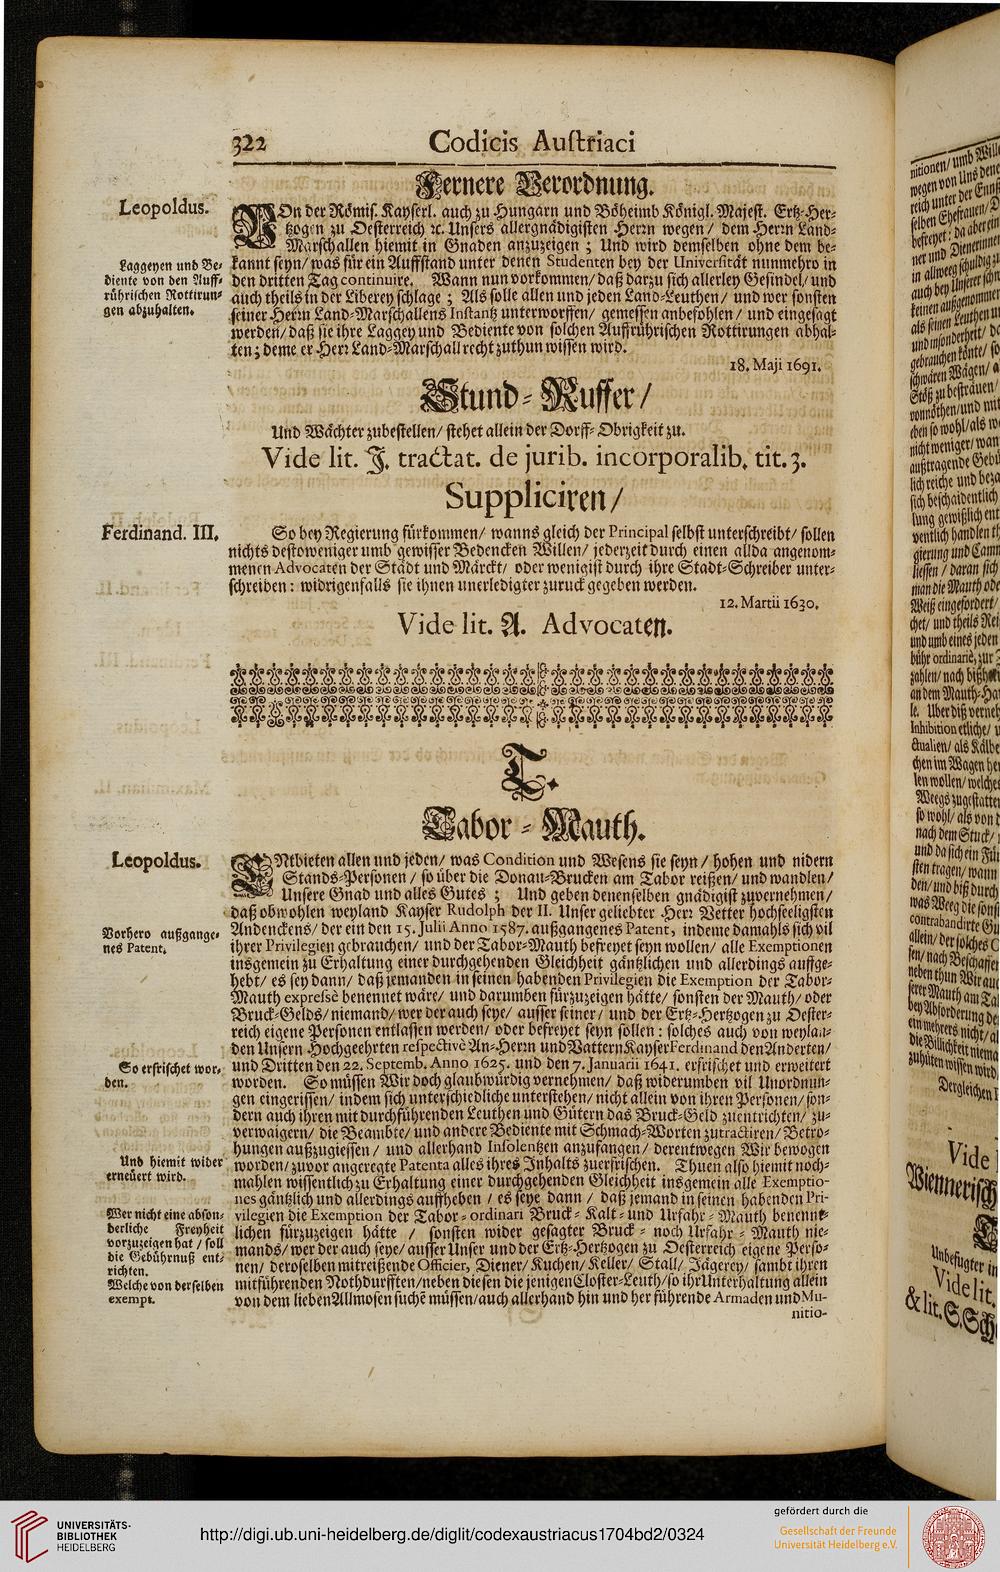 322 Codicis Austriaci
Fernere Verordnung.
Leopoldus.
VOn der Römis. Kayserl. auch zu Hungarn und Böheimb Königl. Majest. Ertz-Her-
tzogen zu Oesterreich ꝛc. Unsers allergnädigisten Herzn wegen / dem Herzn Land-
Marschallen hiemit in Gnaden anzuzeigen ; Und wird demselben ohne dem be-
kannt seyn / was für ein Auffstand unter denen Studenten bey der Universität nunmehro in
den dritten Tag continuire. Wann nun vorkommen / daß darzu sich allerley Gesindel / und
auch theils in der Liberey schlage ; Als solle allen und jeden Land-Leuthen / und wer sonsten
seiner Herzn Land-Marschallens Instantz unterworffen / gemessen anbefohlen / und eingesagt
werden / daß sie ihre Laggey und Bediente von solchen Auffrührischen Rottirungen abhal-
ten ; deme er Herz Land-Marschall recht zuthun wissen wird.
18. Maji 1691.
Laggeyen und Be-
diente von den Auff-
rührischen Rottirun-
gen abzuhalten.
Stund-Ruffer /
Und Wächter zubestellen / stehet allein der Dorff-Obrigkeit zu.
Vide lit. J. tractat. de jurib. incorporalib. tit. 3.
Suppliciren /
Ferdinand. III.
So bey Regierung fürkommen / wanns gleich der Principal selbst unterschreibt / sollen
nichts destoweniger umb gewisser Bedencken Willen / jederzeit durch einen allda angenom-
menen Advocaten der Städt und Märckt / oder wenigist durch ihre Stadt-Schreiber unter-
schreiben : widrigenfalls sie ihnen unerledigter zuruck gegeben werden.
12. Martii 1630.
Vide lit. A. Advocaten.
T.
Tabor-Mauth.
Leopoldus.
ENtbieten allen und jeden / was Condition und Wesens sie seyn / hohen und nidern
Stands-Personen / so über die Donau-Brucken am Tabor reißen / und wandlen /
Unsere Gnad und alles Gutes ; Und geben denenselben gnädigist zuvernehmen /
daß obwohlen weyland Kayser Rudolph der II. Unser geliebter Herz Vetter hochseeligsten
Andenckens / der ein den 15. Julii Anno 1587. außgangenes Patent, indeme damahls sich vil
ihrer Privilegien gebrauchen / und der Tabor-Mauth befreyet seyn wollen / alle Exemptionen
insgemein zu Erhaltung einer durchgehenden Gleichheit gäntzlichen und allerdings auffge-
hebt / es sey dann / daß jemanden in seinen habenden Privilegien die Exemption der Tabor-
Mauth expressè benennet wäre / und darumben fürzuzeigen hätte / sonsten der Mauth / oder
Bruck-Gelds / niemand / wer der auch seye / ausser seiner / und der Ertz-Hertzogen zu Oester-
reich eigene Personen entlassen werden / oder befreyet seyn sollen : solches auch von weylan-
den Unsern Hochgeehrten respectivè An-Herzn und Vattern Kayser Ferdinand den Anderten /
und Dritten den 22. Septemb. Anno 1625. und den 7. Januarii 1641. erfrischet und erweitert
worden. So müssen Wir doch glaubwürdig vernehmen / daß widerumben vil Unordnun-
gen eingerissen / indem sich unterschiedliche unterstehen / nicht allein von ihren Personen / son-
dern auch ihren mit durchführenden Leuthen und Gütern das Bruck-Geld zuentrichten / zu-
verwaigern / die Beambte / und andere Bediente mit Schmach-Worten zutractiren / Betro-
hungen außzugiessen / und allerhand Insolentzen anzufangen / derentwegen Wir bewogen
worden / zuvor angeregte Patenta alles ihres Inhalts zuerfrischen. Thuen also hiemit noch-
mahlen wissentlich zu Erhaltung einer durchgehenden Gleichheit insgemein alle Exemptio-
nes gäntzlich und allerdings auffheben / es seye dann / daß jemand in seinen habenden Pri-
vilegien die Exemption der Tabor-ordinari Bruck-Kalt-und Urfahr-Mauth benennt-
lichen fürzuzeigen hätte / sonsten wider gesagter Bruck-noch Urfahr-Mauth nie-
mands / wer der auch seye / ausser Unser und der Ertz-Hertzogen zu Oesterreich eigene Perso-
nen / deroselben mitreißende Officier, Diener / Kuchen / Keller / Stall / Jägerey / sambt ihren
mitführenden Nothdurfften / neben diesen die jenigen Closter-Leuth / so ihr Unterhaltung allein
von dem lieben Allmosen suchē müssen / auch allerhand hin und her führende Armaden und Mu-
nitio-
Vorhero außgange-
nes Patent.
So erfrischet wor-
den.
Und hiemit wider
erneüert wird.
Wer nicht eine abson-
derliche Freyheit
vorzuzeigen hat / soll
die Gebührnuß ent-
richten.
Welche von derselben
exempt.
UNIVERSITÄTS-
BIBLIOTHEK
HEIDELBERG
http://digi.ub.uni-heidelberg.de/diglit/codexaustriacus1704bd2/0324
gefördert durch die
Gesellschaft der Freunde
Universität Heidelberg e.V.